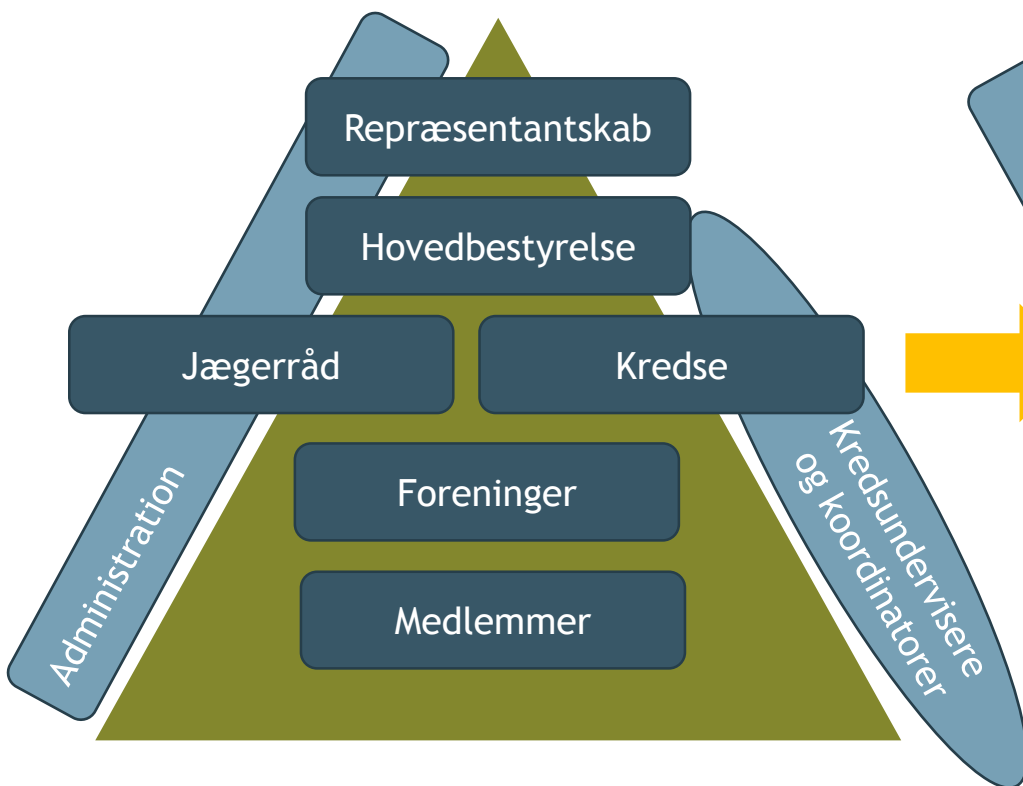 Repræsentantskab
Hovedbestyrelse
Jægerråd
Kredse
Foreninger
Medlemmer
Administration
Kredsundervisere
og koordinatorer